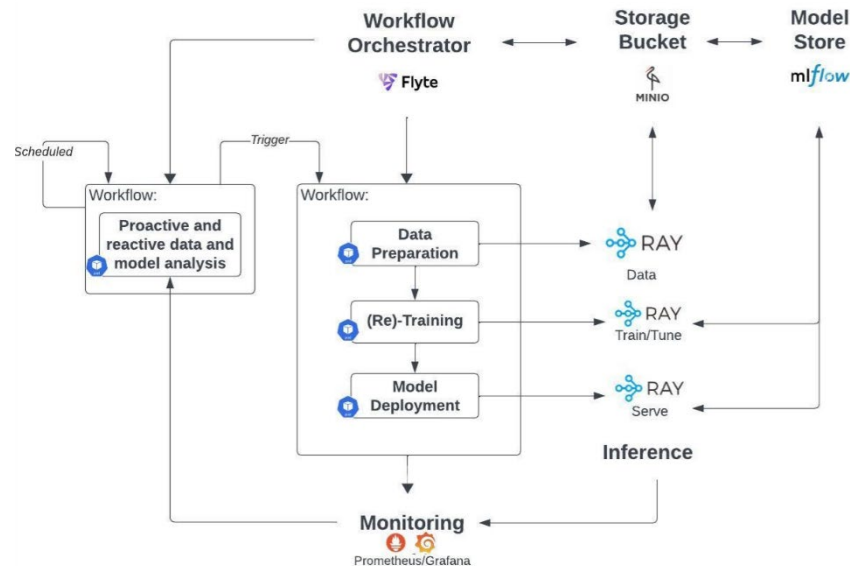 Workflow
Orchestrator
Flyte
Storage
Bucket
MINIO
Model
Store
mlflow
Scheduled
Trigger
Workflow:
Proactive and
reactive data and
model analysis
Workflow:
Data
Preparation
RAY
Data
(Re)-Training
RAY
Train/Tune
Model
Deployment
RAY
Serve
Inference
Monitoring
Prometheus/Grafana